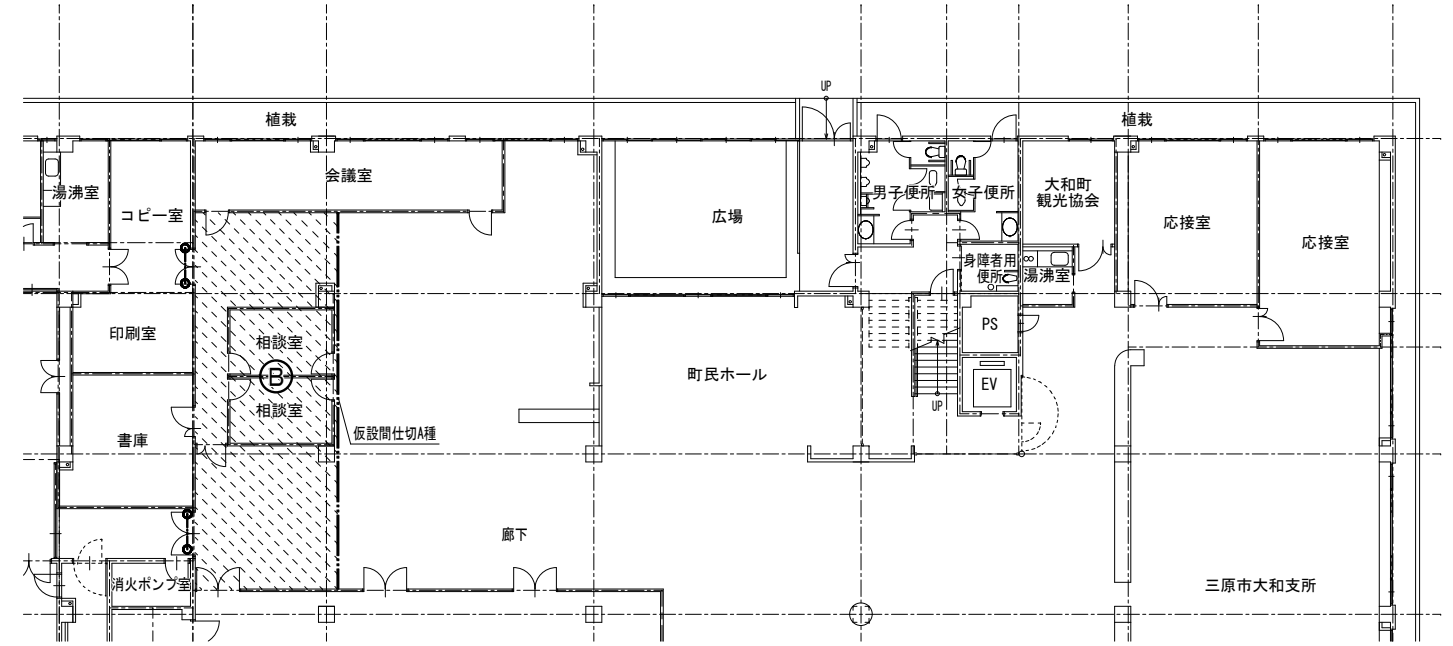 UP
植栽
植栽
会議室
湯沸室
コピー室
広場
男子便所
女子便所
大和町
観光協会
応接室
応接室
身障者用
便所
湯沸室
印刷室
相談室
PS
B
町民ホール
EV
相談室
UP
仮設間仕切A種
書庫
廊下
消火ポンプ室
三原市大和支所